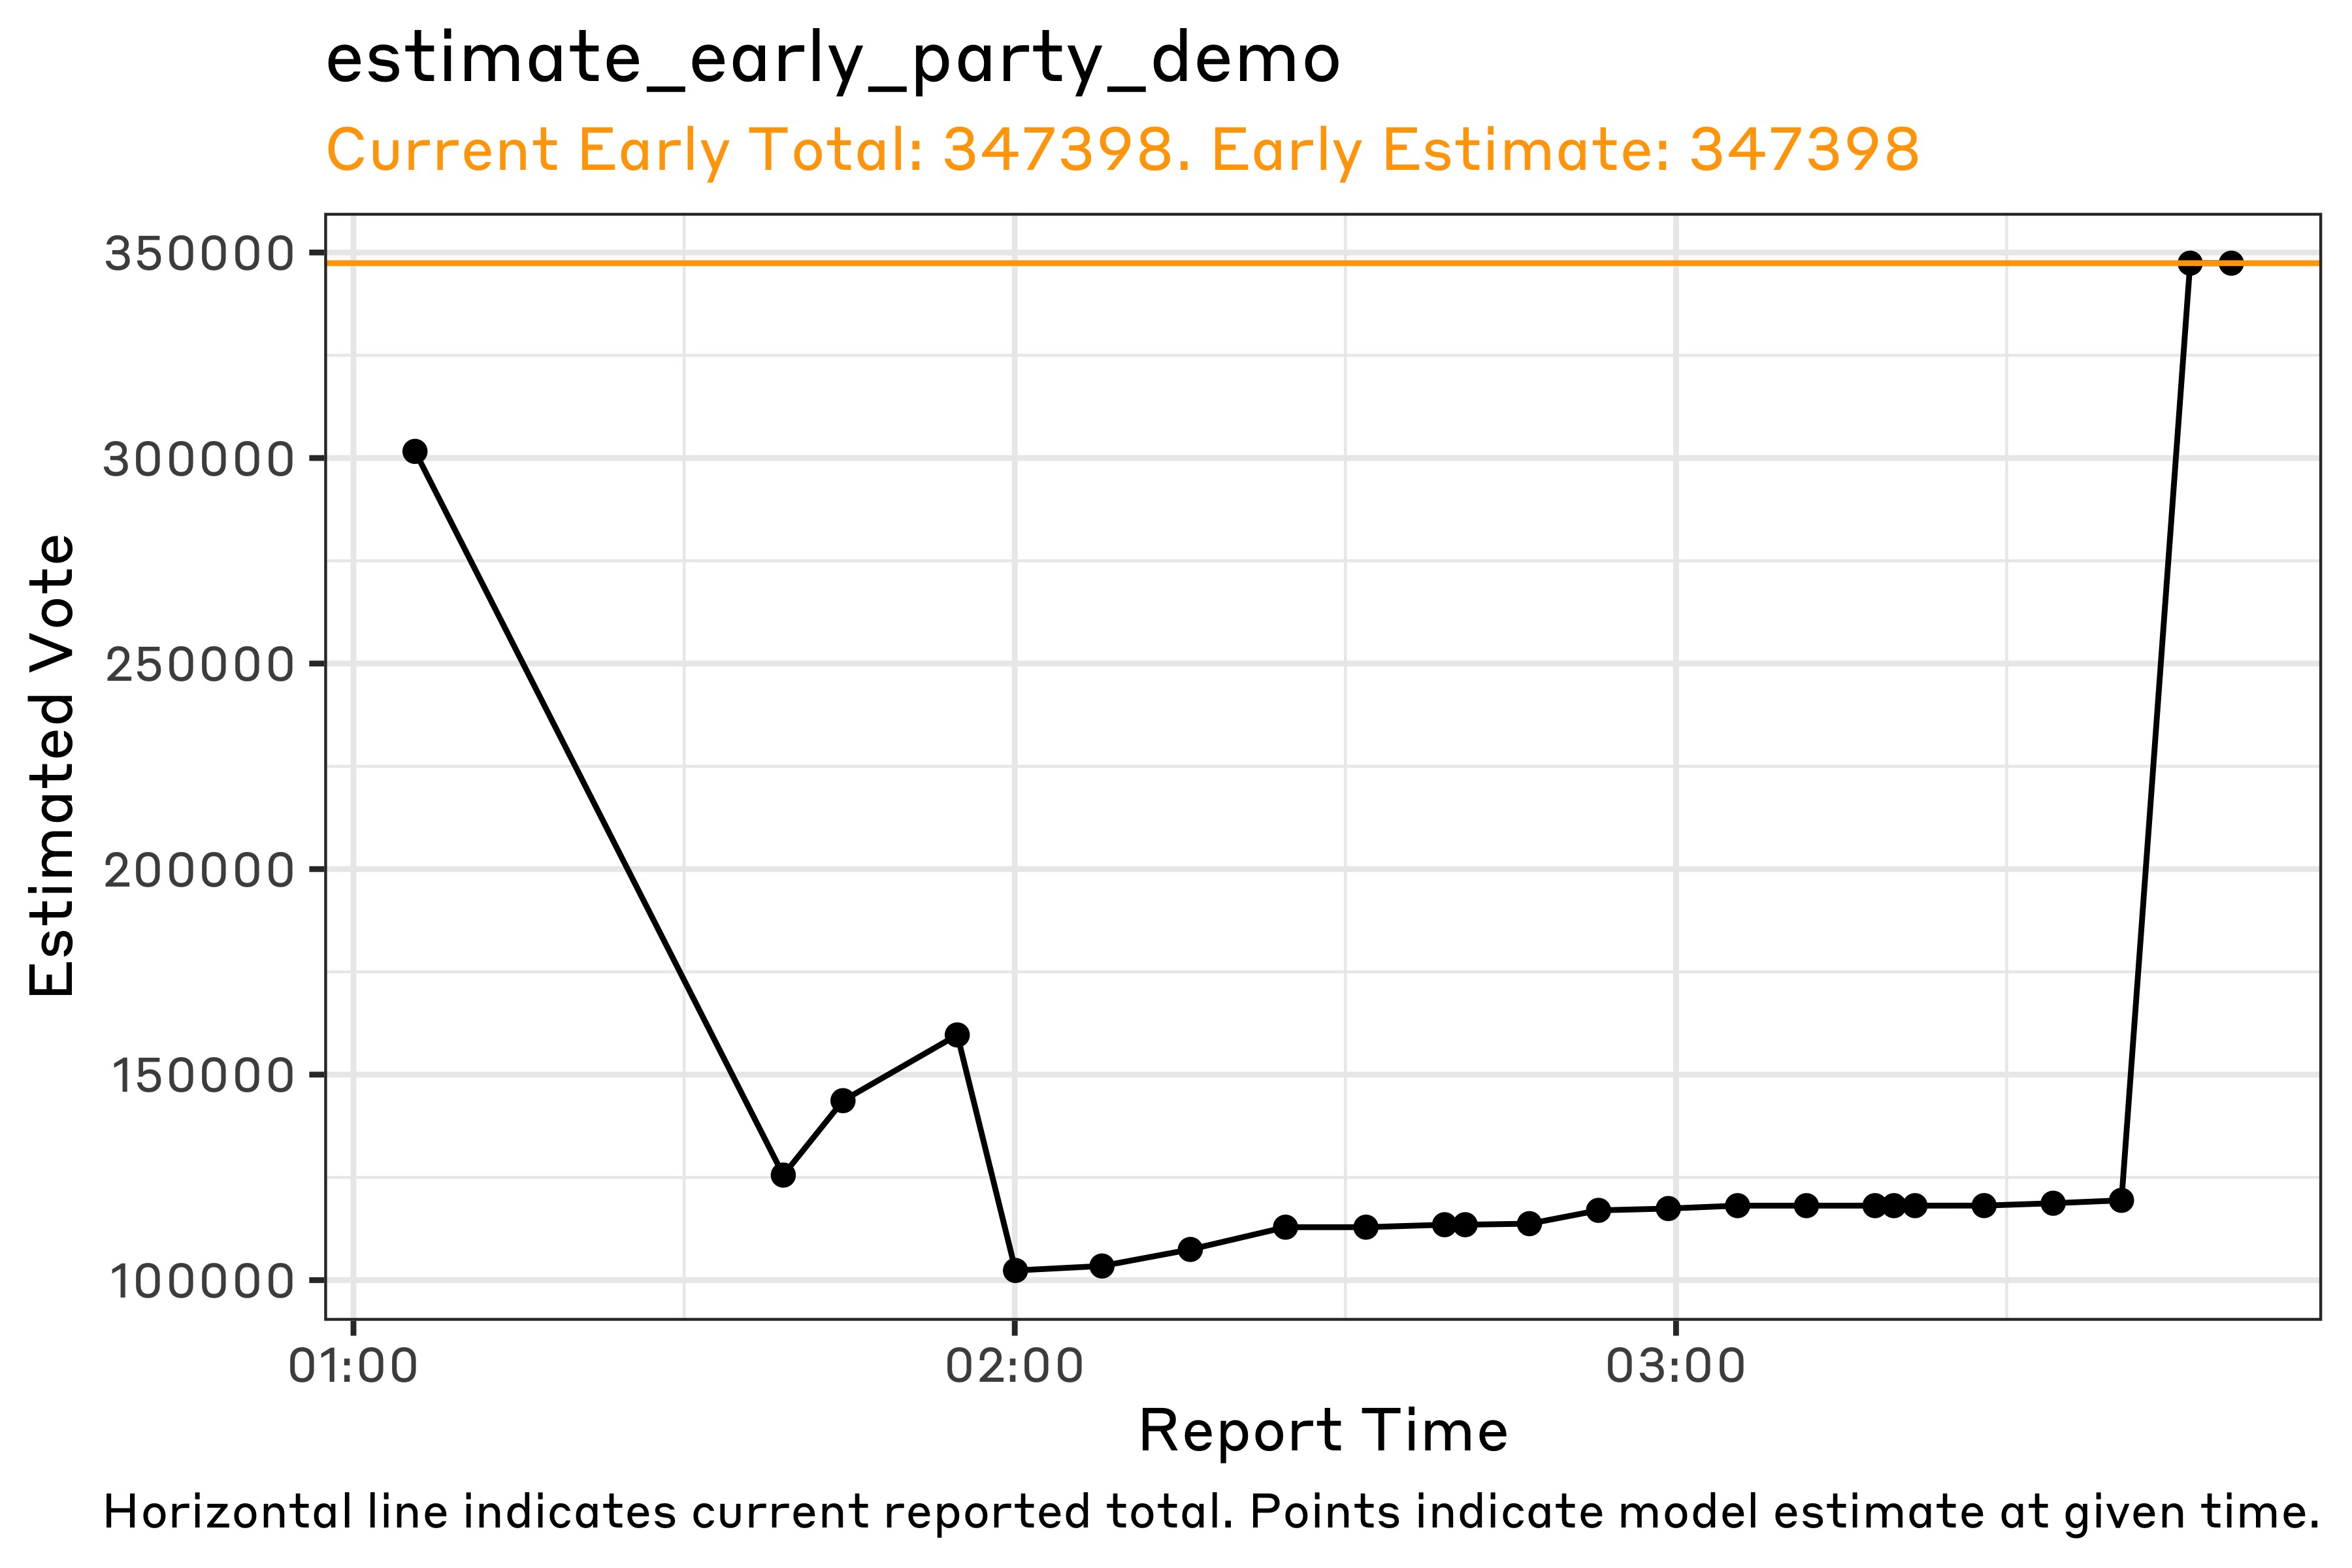 estimate_early_party_demo
Current Early Total: 347398. Early Estimate: 347398
350000
300000
250000
200000
150000
100000
Estimated Vote
01:00 02:00 03:00
Report Time
Horizontal line indicates current reported total. Points indicate model estimate at given time.